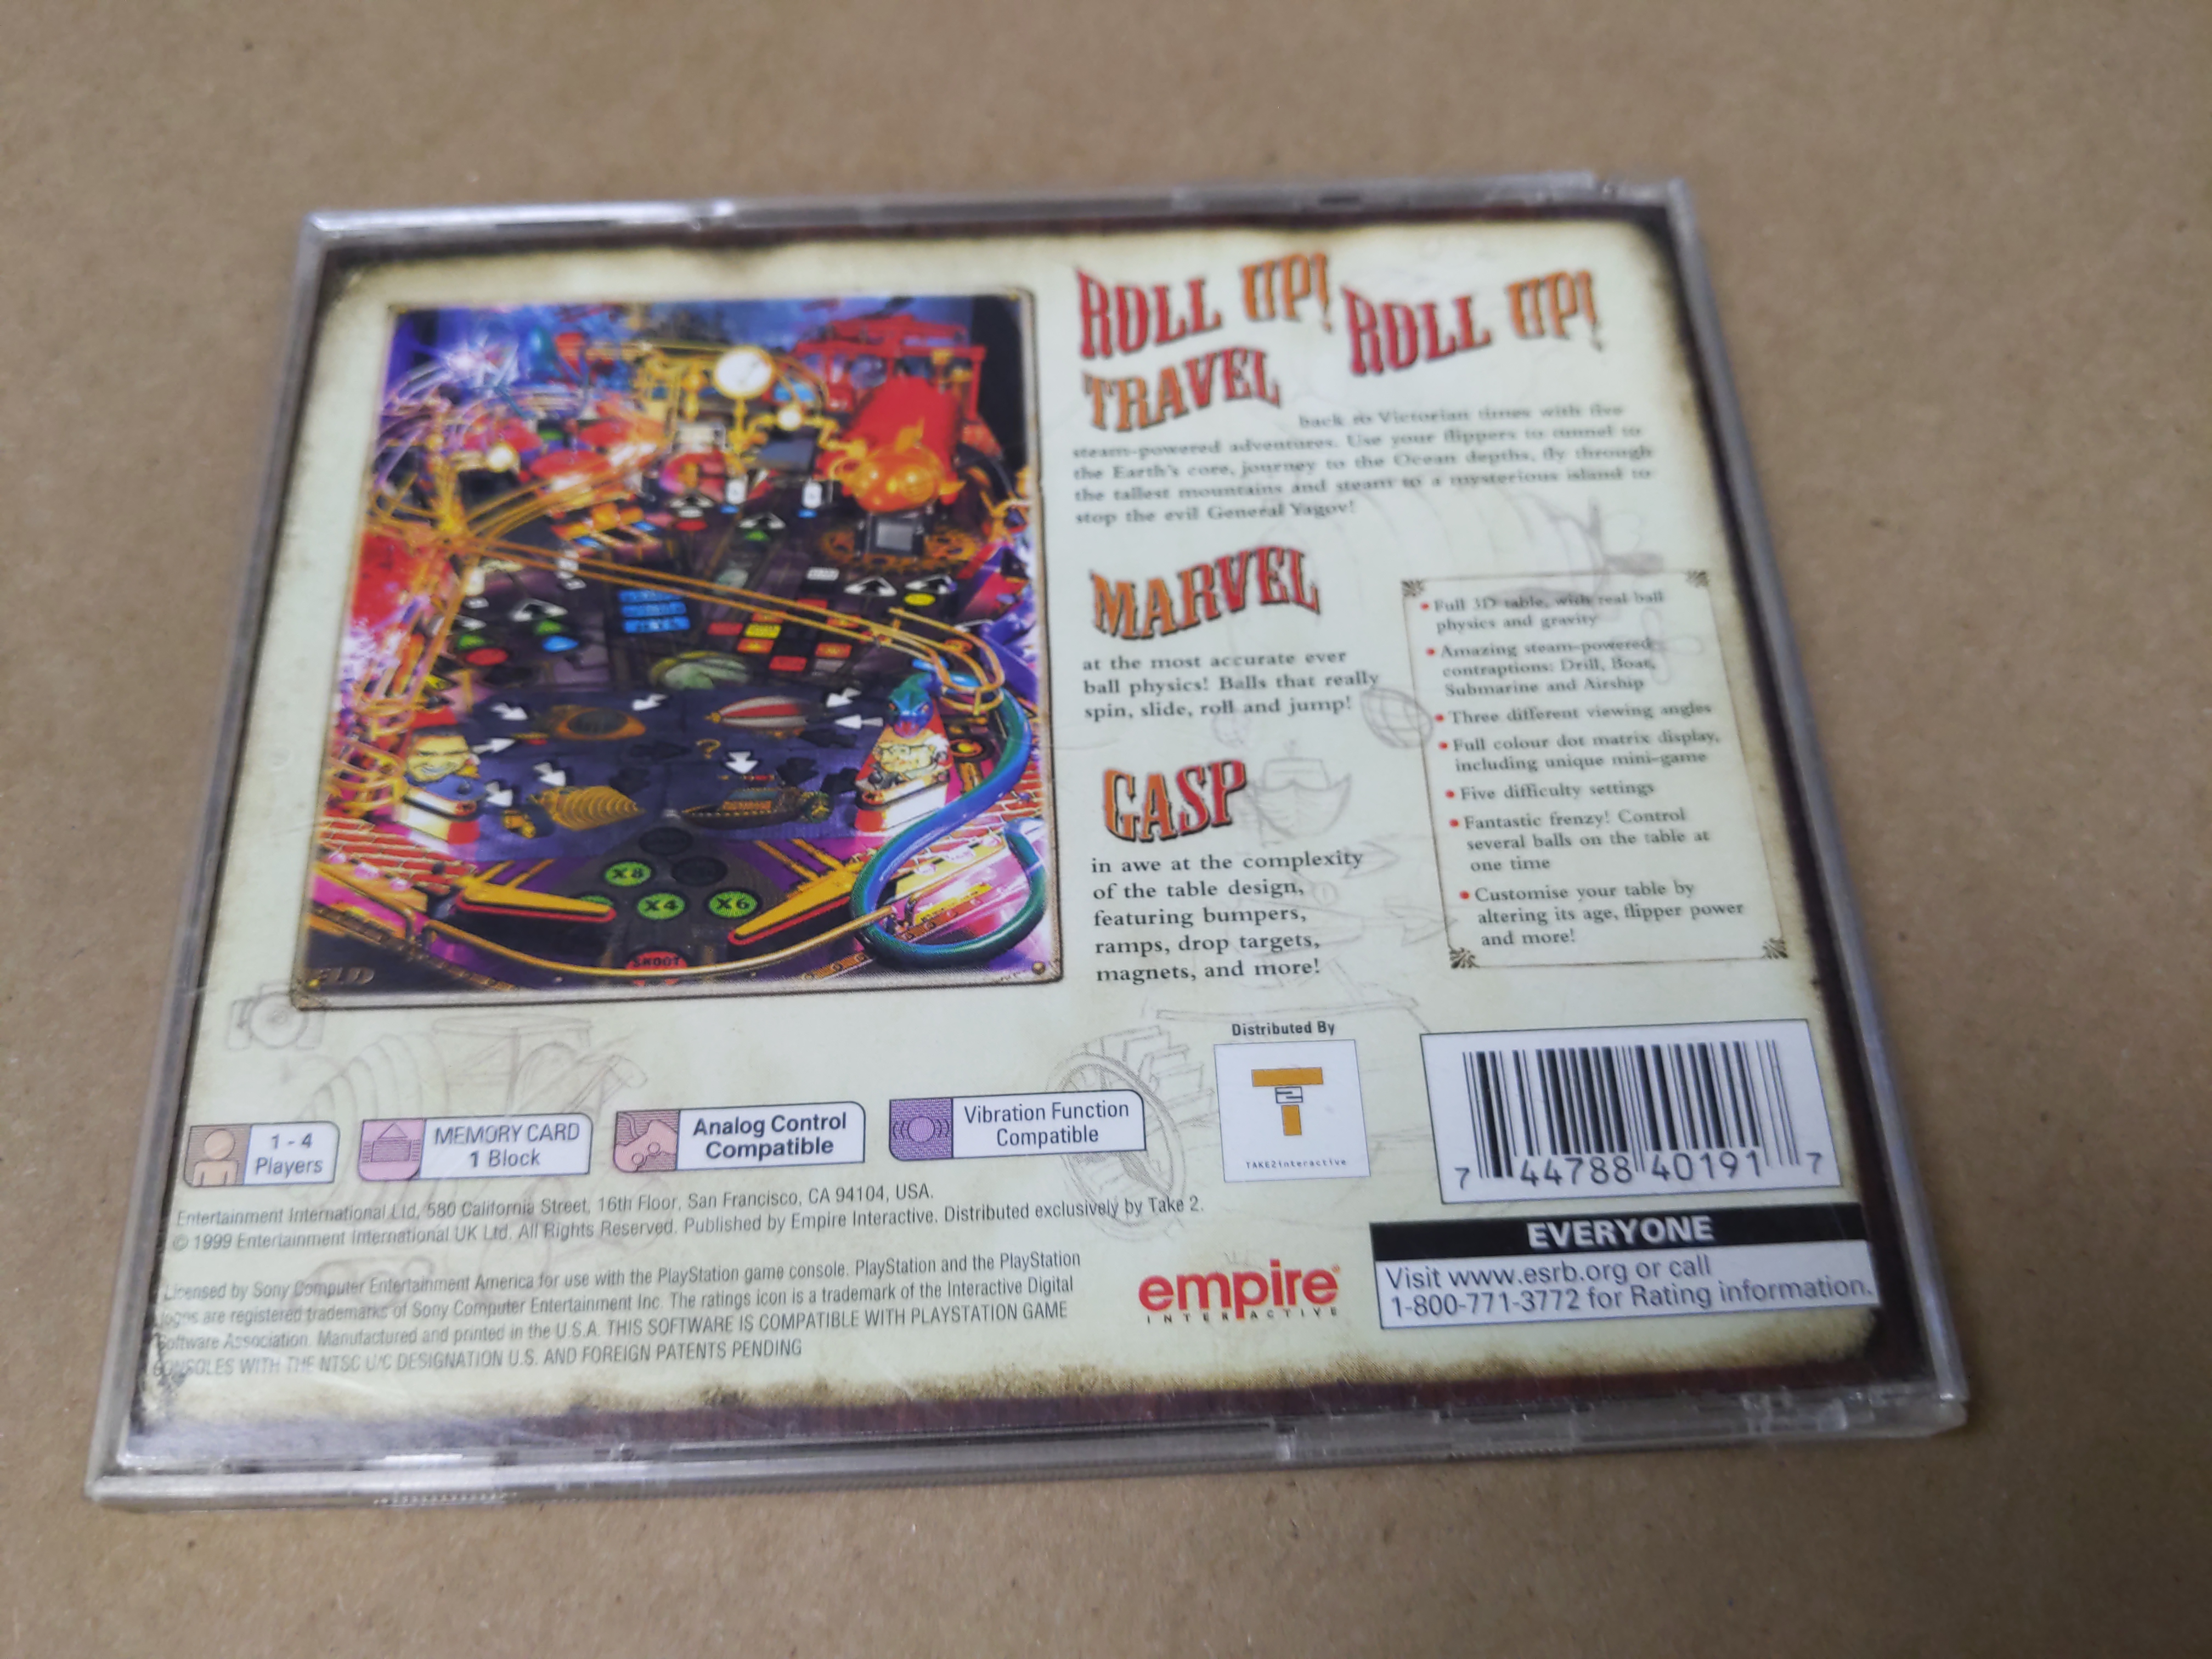 ROLL UP! ROLL UP!
TRAVEL
back to Victorian times with five
steam-powered adventures. Use your flippers to tunnel to
the Earth's core, journey to the Ocean depths, fly through
the tallest mountains and steam to a mysterious island to
stop the evil General Yagov!
MARVEL
at the most accurate ever
ball physics! Balls that really
spin, slide, roll and jump!
GASP
in awe at the complexity
of the table design,
featuring bumpers,
ramps, drop targets,
magnets, and more!
• Full 3D table, with real ball
physics and gravity
• Amazing steam-powered
contraptions: Drill, Boat,
Submarine and Airship
• Three different viewing angles
• Full colour dot matrix display,
including unique mini-game
• Five difficulty settings
• Fantastic frenzy! Control
several balls on the table at
one time
• Customise your table by
altering its age, flipper power
and more!
?
X8
X4 X6
SHOOT
1 - 4
Players
MEMORY CARD
1 Block
Analog Control
Compatible
Vibration Function
Compatible
Distributed By
T2
TAKE2Interactive
7 44788 40191 7
Entertainment International Ltd, 580 California Street, 16th Floor, San Francisco, CA 94104, USA.
© 1999 Entertainment International UK Ltd. All Rights Reserved. Published by Empire Interactive. Distributed exclusively by Take 2.
Licensed by Sony Computer Entertainment America for use with the PlayStation game console. PlayStation and the PlayStation
logos are registered trademarks of Sony Computer Entertainment Inc. The ratings icon is a trademark of the Interactive Digital
Software Association. Manufactured and printed in the U.S.A. THIS SOFTWARE IS COMPATIBLE WITH PLAYSTATION GAME
CONSOLES WITH THE NTSC U/C DESIGNATION U.S. AND FOREIGN PATENTS PENDING
empire
INTERACTIVE
EVERYONE
Visit www.esrb.org or call
1-800-771-3772 for Rating information.